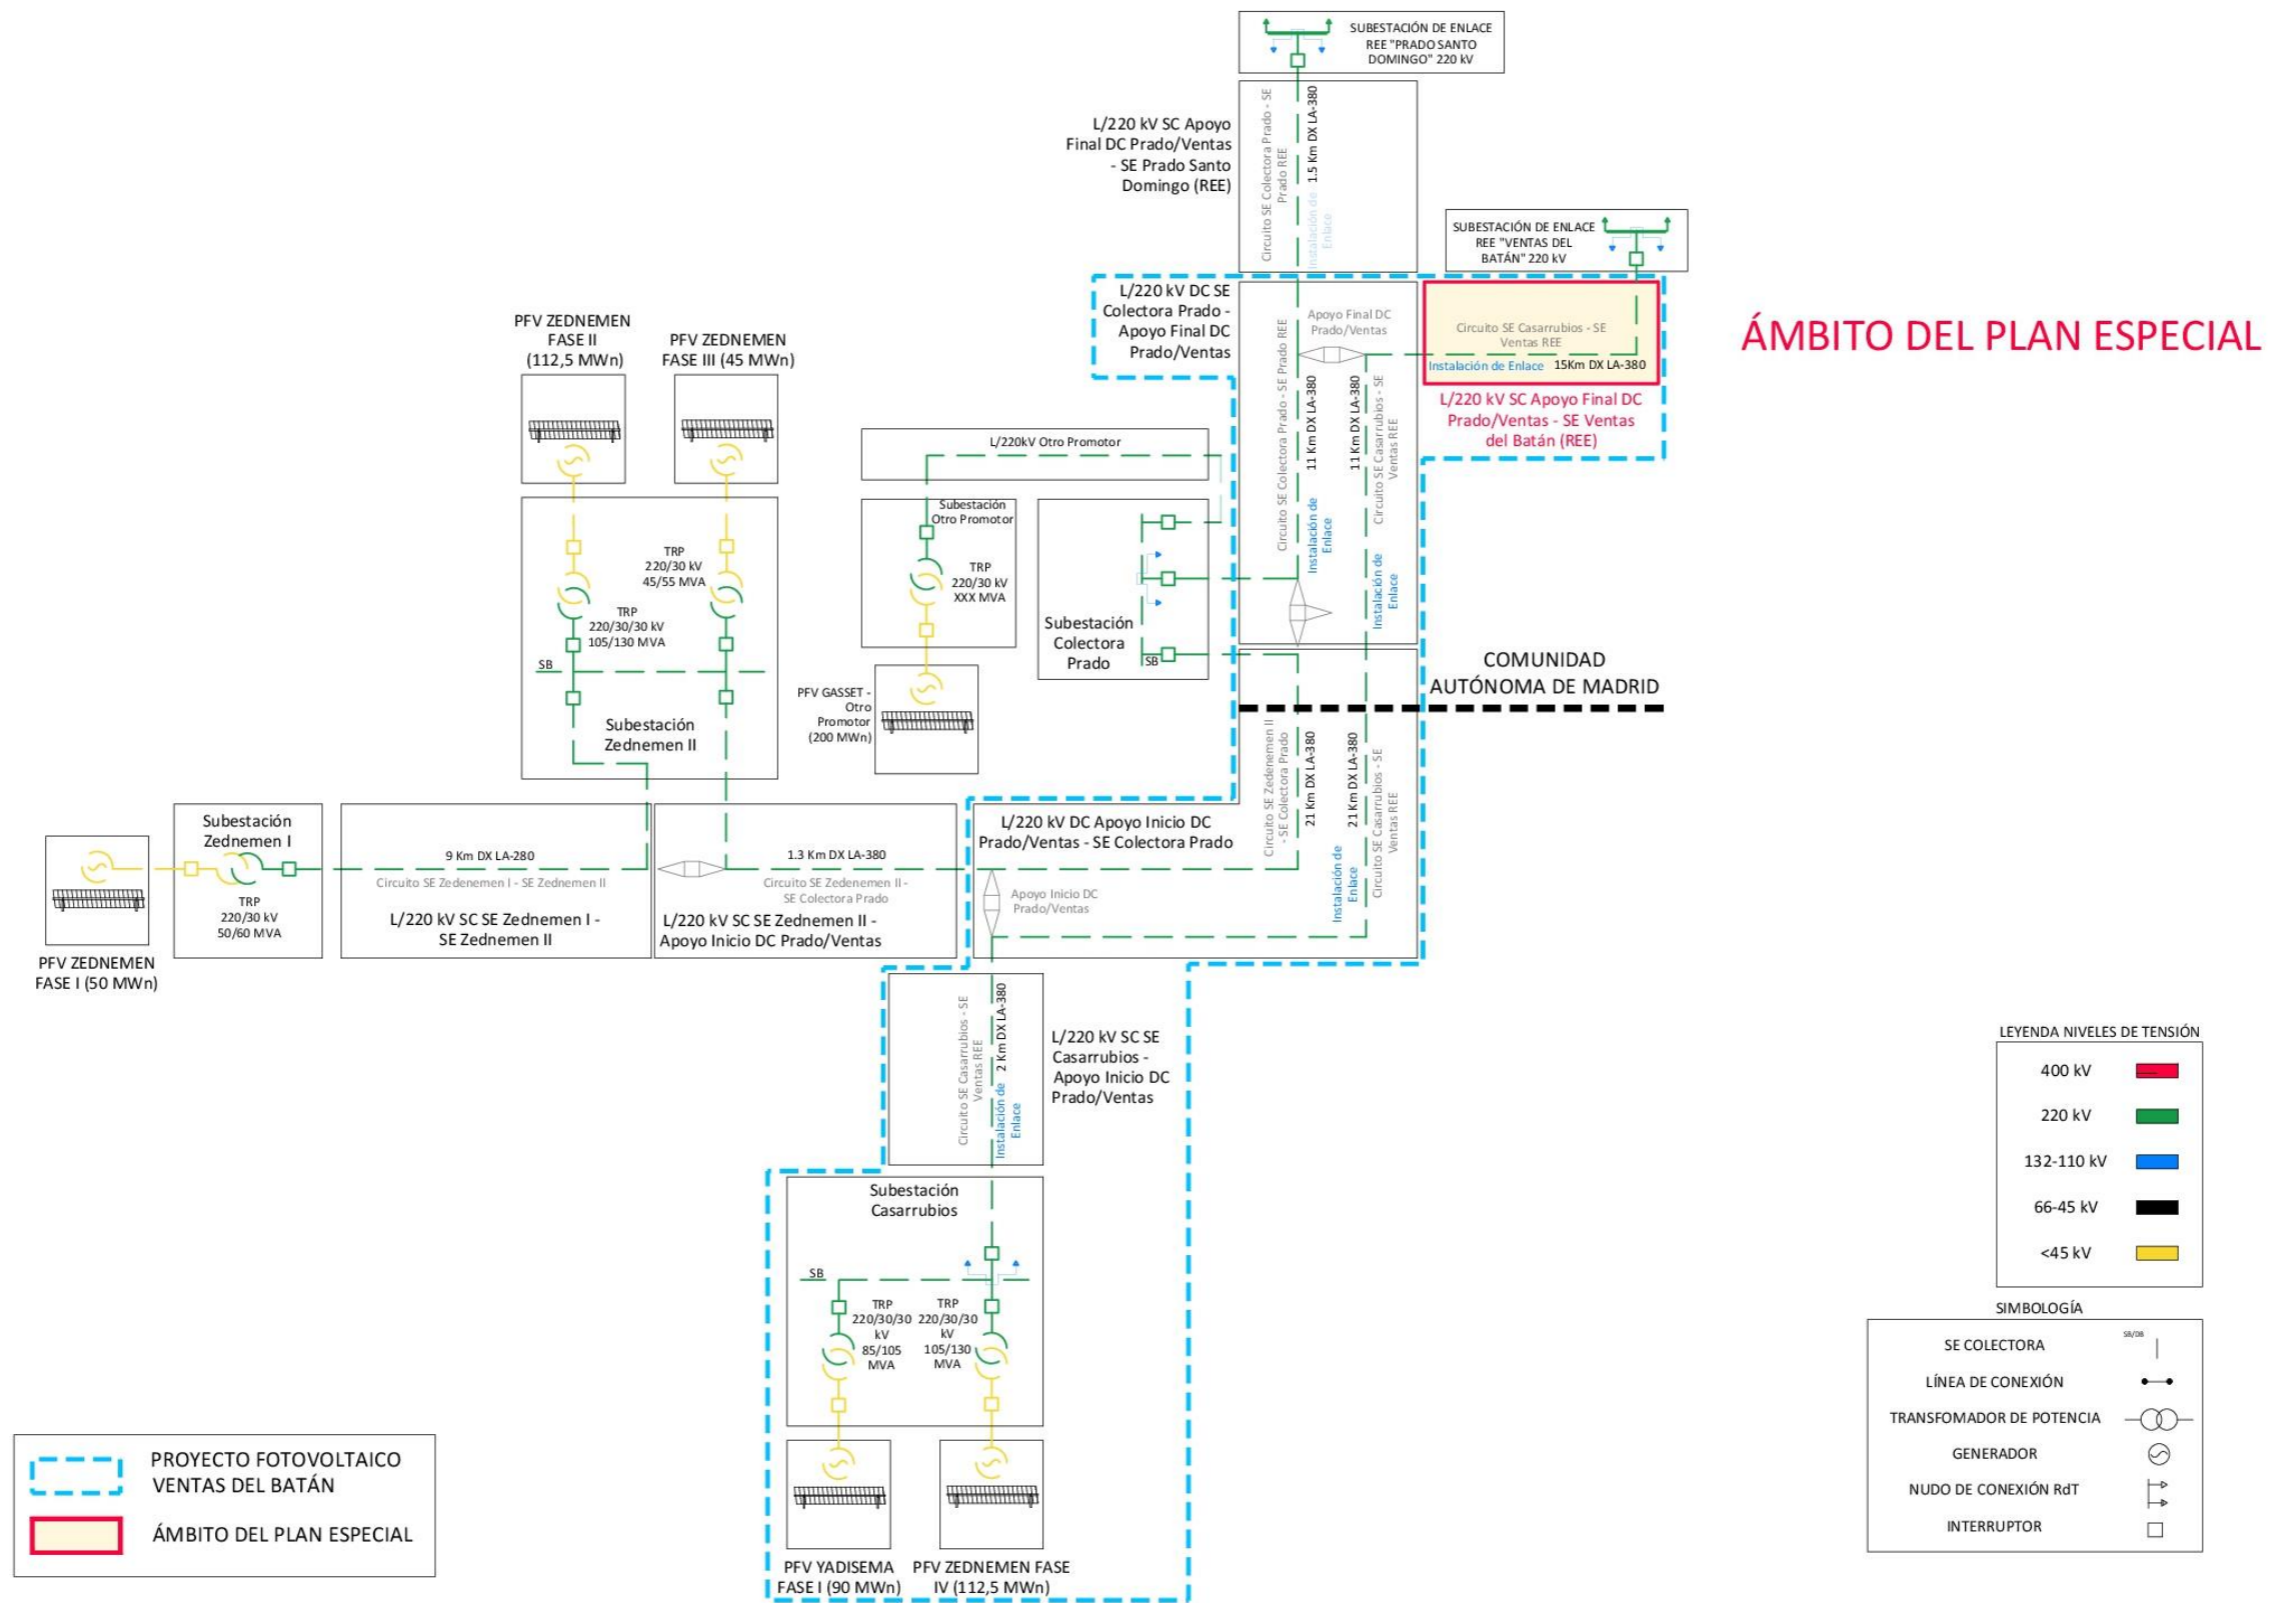 SUBESTACIÓN DE ENLACE
REE "PRADO SANTO
DOMINGO" 220 kV
L/220 kV SC Apoyo
Final DC Prado/Ventas
- SE Prado Santo
Domingo (REE)
Circuito SE Colectora Prado - SE
Prado REE
1.5 Km DX LA-380
Instalación de
Enlace
SUBESTACIÓN DE ENLACE
REE "VENTAS DEL
BATÁN" 220 kV
L/220 kV DC SE
Colectora Prado -
Apoyo Final DC
Prado/Ventas
Apoyo Final DC
Prado/Ventas
Circuito SE Casarrubios - SE
Ventas REE
Instalación de Enlace
15Km DX LA-380
L/220 kV SC Apoyo Final DC
Prado/Ventas - SE Ventas
del Batán (REE)
ÁMBITO DEL PLAN ESPECIAL
Circuito SE Colectora Prado - SE Prado REE
11 Km DX LA-380
Instalación de
Enlace
11 Km DX LA-380
Circuito SE Casarrubios - SE
Ventas REE
Instalación de
Enlace
PFV ZEDNEMEN
FASE II
(112,5 MWn)
PFV ZEDNEMEN
FASE III (45 MWn)
TRP
220/30 kV
45/55 MVA
TRP
220/30/30 kV
105/130 MVA
SB
Subestación
Zednemen II
L/220kV Otro Promotor
Subestación
Otro Promotor
TRP
220/30 kV
XXX MVA
PFV GASSET -
Otro
Promotor
(200 MWn)
Subestación
Colectora
Prado
SB
COMUNIDAD
AUTÓNOMA DE MADRID
Circuito SE Zedenemen II
- SE Colectora Prado
21 Km DX LA-380
21 Km DX LA-380
Circuito SE Casarrubios - SE
Ventas REE
Instalación de
Enlace
PFV ZEDNEMEN
FASE I (50 MWn)
Subestación
Zednemen I
TRP
220/30 kV
50/60 MVA
9 Km DX LA-280
Circuito SE Zedenemen I - SE Zednemen II
L/220 kV SC SE Zednemen I -
SE Zednemen II
1.3 Km DX LA-380
Circuito SE Zedenemen II -
SE Colectora Prado
L/220 kV SC SE Zednemen II -
Apoyo Inicio DC Prado/Ventas
L/220 kV DC Apoyo Inicio DC
Prado/Ventas - SE Colectora Prado
Apoyo Inicio DC
Prado/Ventas
Circuito SE Casarrubios - SE
Ventas REE
2 Km DX LA-380
Instalación de
Enlace
L/220 kV SC SE
Casarrubios -
Apoyo Inicio DC
Prado/Ventas
Subestación
Casarrubios
SB
TRP
220/30/30
kV
85/105
MVA
TRP
220/30/30
kV
105/130
MVA
PFV YADISEMA
FASE I (90 MWn)
PFV ZEDNEMEN FASE
IV (112,5 MWn)
PROYECTO FOTOVOLTAICO
VENTAS DEL BATÁN
ÁMBITO DEL PLAN ESPECIAL
LEYENDA NIVELES DE TENSIÓN
400 kV
220 kV
132-110 kV
66-45 kV
<45 kV
SIMBOLOGÍA
SE COLECTORA
SB/DB
LÍNEA DE CONEXIÓN
TRANSFOMADOR DE POTENCIA
GENERADOR
NUDO DE CONEXIÓN RdT
INTERRUPTOR